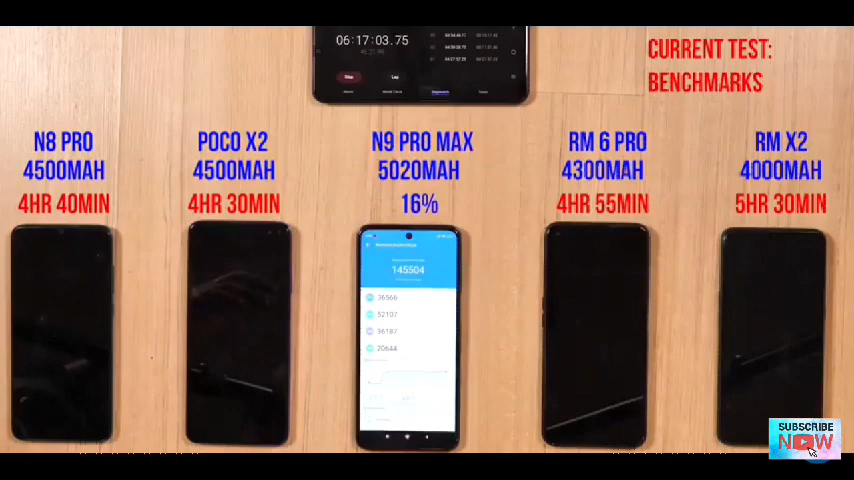 06:17:03.75
Stop
Lap
CURRENT TEST:
BENCHMARKS
N8 PRO
4500MAH
4HR 40MIN
POCO X2
4500MAH
4HR 30MIN
N9 PRO MAX
5020MAH
16%
RM 6 PRO
4300MAH
4HR 55MIN
RM X2
4000MAH
5HR 30MIN
145504
36566
52107
36187
20644
SUBSCRIBE
NOW